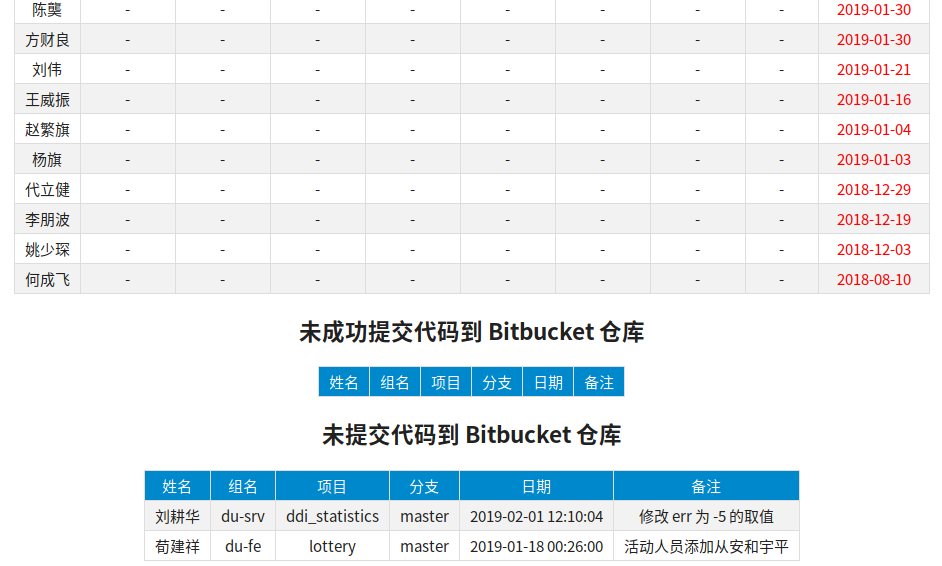 陈龑 - - - - - - - - 2019-01-30
方财良 - - - - - - - - 2019-01-30
刘伟 - - - - - - - - 2019-01-21
王威振 - - - - - - - - 2019-01-16
赵繁旗 - - - - - - - - 2019-01-04
杨旗 - - - - - - - - 2019-01-03
代立健 - - - - - - - - 2018-12-29
李朋波 - - - - - - - - 2018-12-19
姚少琛 - - - - - - - - 2018-12-03
何成飞 - - - - - - - - 2018-08-10
未成功提交代码到 Bitbucket 仓库
姓名 组名 项目 分支 日期 备注
未提交代码到 Bitbucket 仓库
姓名 组名 项目 分支 日期 备注
刘耕华 du-srv ddi_statistics master 2019-02-01 12:10:04 修改 err 为 -5 的取值
荀建祥 du-fe lottery master 2019-01-18 00:26:00 活动人员添加从安和宇平